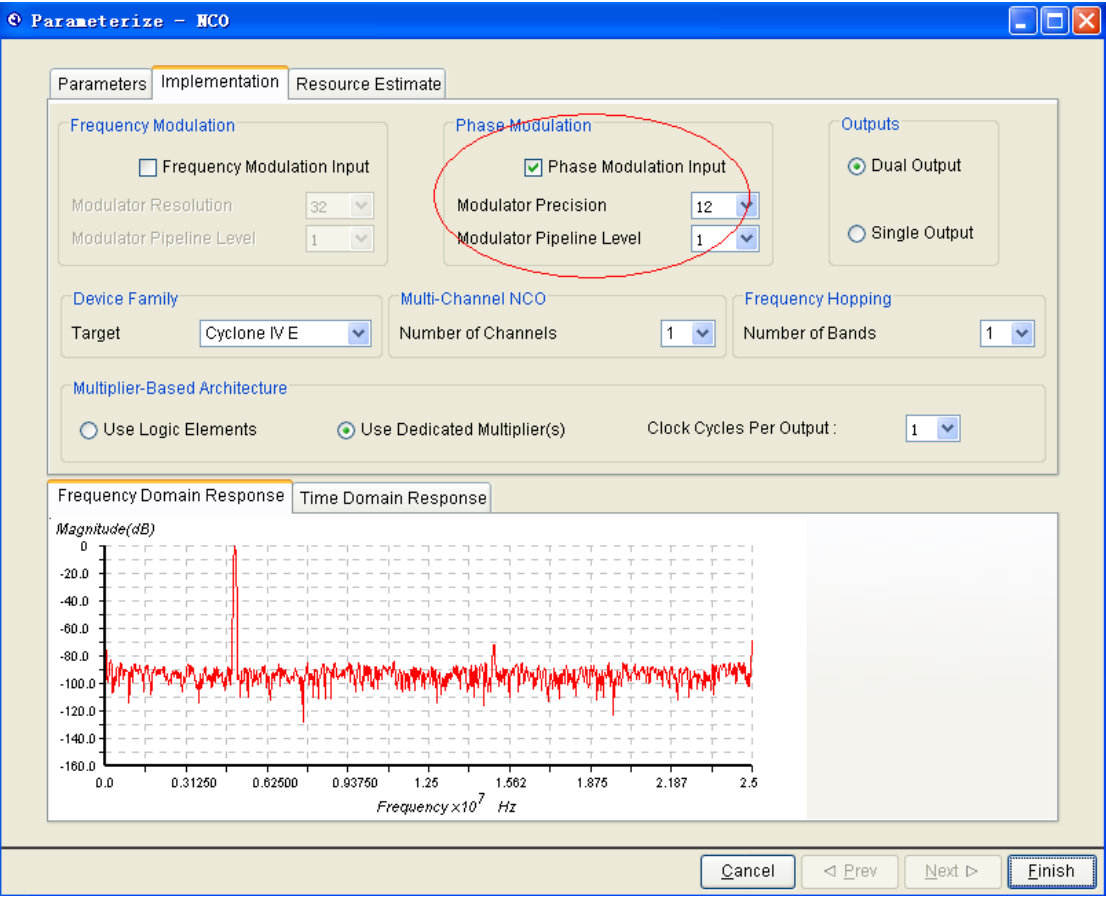 Parameterize - NCO
Parameters Implementation Resource Estimate
Frequency Modulation Phase Modulation Outputs
Frequency Modulation Input Phase Modulation Input Dual Output
Modulator Resolution 32 Modulator Precision 12
Modulator Pipeline Level 1 Modulator Pipeline Level 1 Single Output
Device Family Multi-Channel NCO Frequency Hopping
Target Cyclone IV E Number of Channels 1 Number of Bands 1
Multiplier-Based Architecture
Use Logic Elements Use Dedicated Multiplier(s) Clock Cycles Per Output : 1
Frequency Domain Response Time Domain Response
Magnitude(dB)
0
-20.0
-40.0
-60.0
-80.0
-100.0
-120.0
-140.0
-160.0
0.0 0.31250 0.62500 0.93750 1.25 1.562 1.875 2.187 2.5
Frequency×10⁷ Hz
Cancel Prev Next Finish